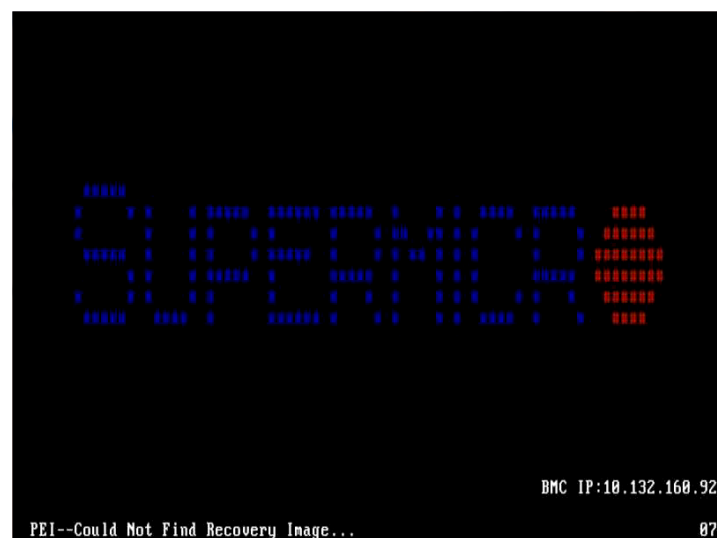 SUPERMICRO
BMC IP:10.132.160.92
PEI--Could Not Find Recovery Image...
07